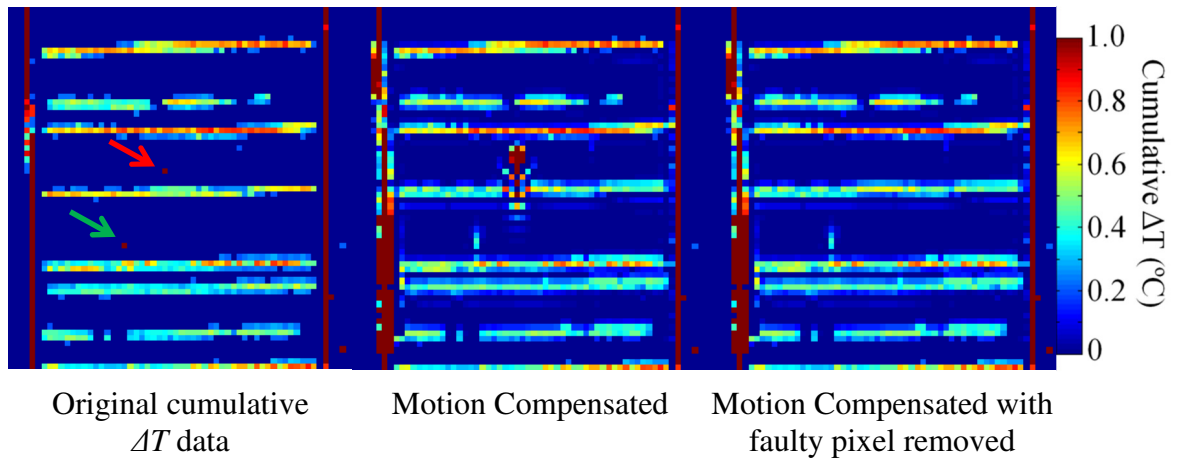 1.0
0.8
0.6
0.4
0.2
0
Cumulative ΔT (ºC)
Original cumulative
ΔT data
Motion Compensated
Motion Compensated with
faulty pixel removed